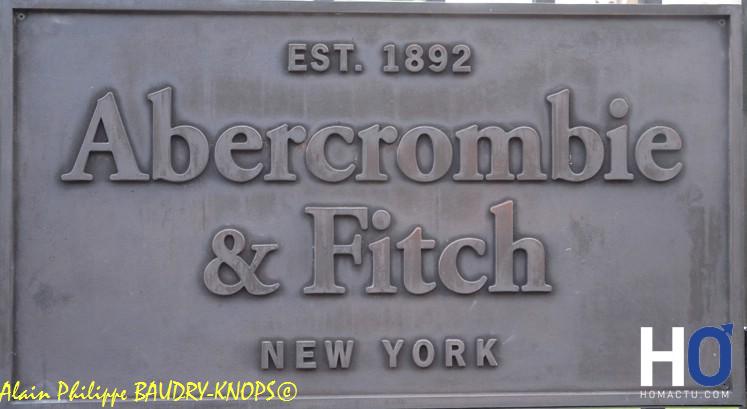 EST. 1892
Abercrombie
& Fitch
NEW YORK
Alain Philippe BAUDRY-KNOPS©
HO
HOMACTU.COM